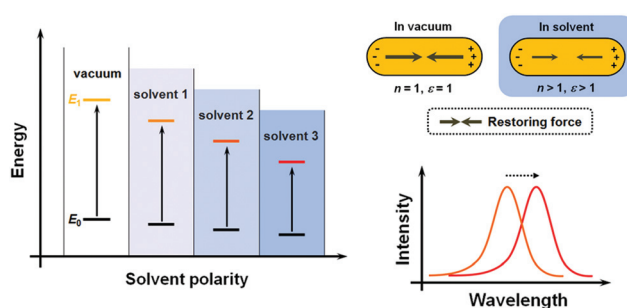 Energy
vacuum
E1
E0
solvent 1
solvent 2
solvent 3
Solvent polarity
In vacuum
- - -
+ + +
n = 1, ε = 1
In solvent
- - -
+ + +
n > 1, ε > 1
Restoring force
Intensity
Wavelength